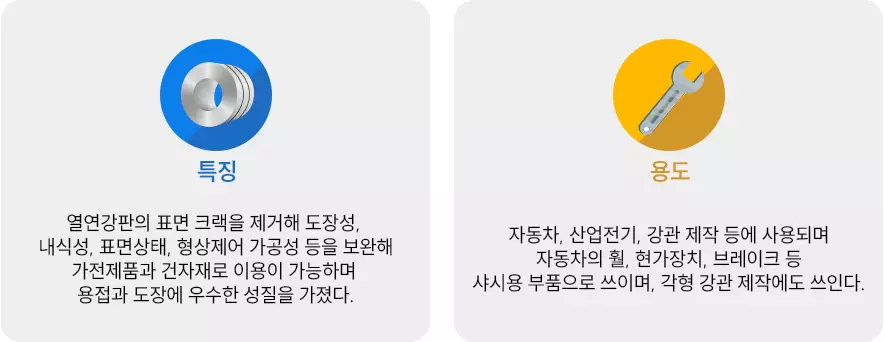 특징
열연강판의 표면 크랙을 제거해 도장성,
내식성, 표면상태, 형상제어 가공성 등을 보완해
가전제품과 건자재로 이용이 가능하며
용접과 도장에 우수한 성질을 가졌다.
용도
자동차, 산업전기, 강관 제작 등에 사용되며
자동차의 휠, 현가장치, 브레이크 등
샤시용 부품으로 쓰이며, 각형 강관 제작에도 쓰인다.